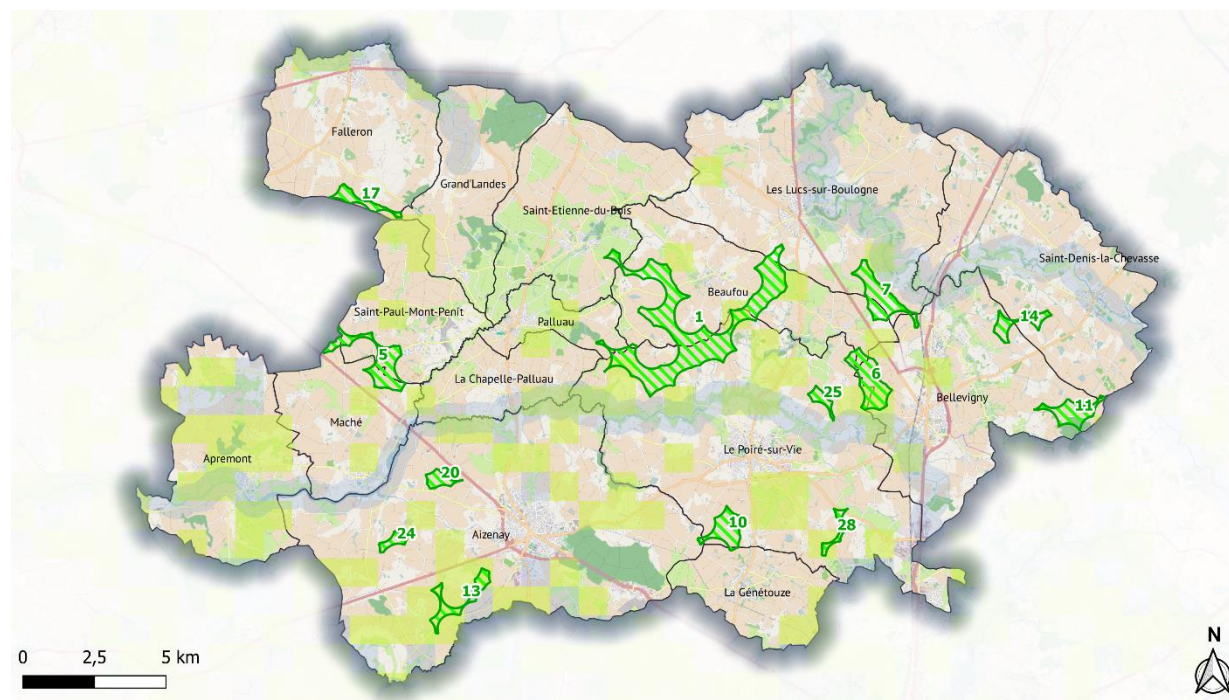 Falleron
17
Grand'Landes
Saint-Etienne-du-Bois
Les Lucs-sur-Boulogne
Saint-Denis-la-Chevasse
Beaufou
7
1
14
Saint-Paul-Mont-Penit
Palluau
5
La Chapelle-Palluau
6
25
Bellevigny
11
Maché
Apremont
Le Poiré-sur-Vie
20
24
Aizenay
10
28
13
La Génétouze
0 2,5 5 km
N